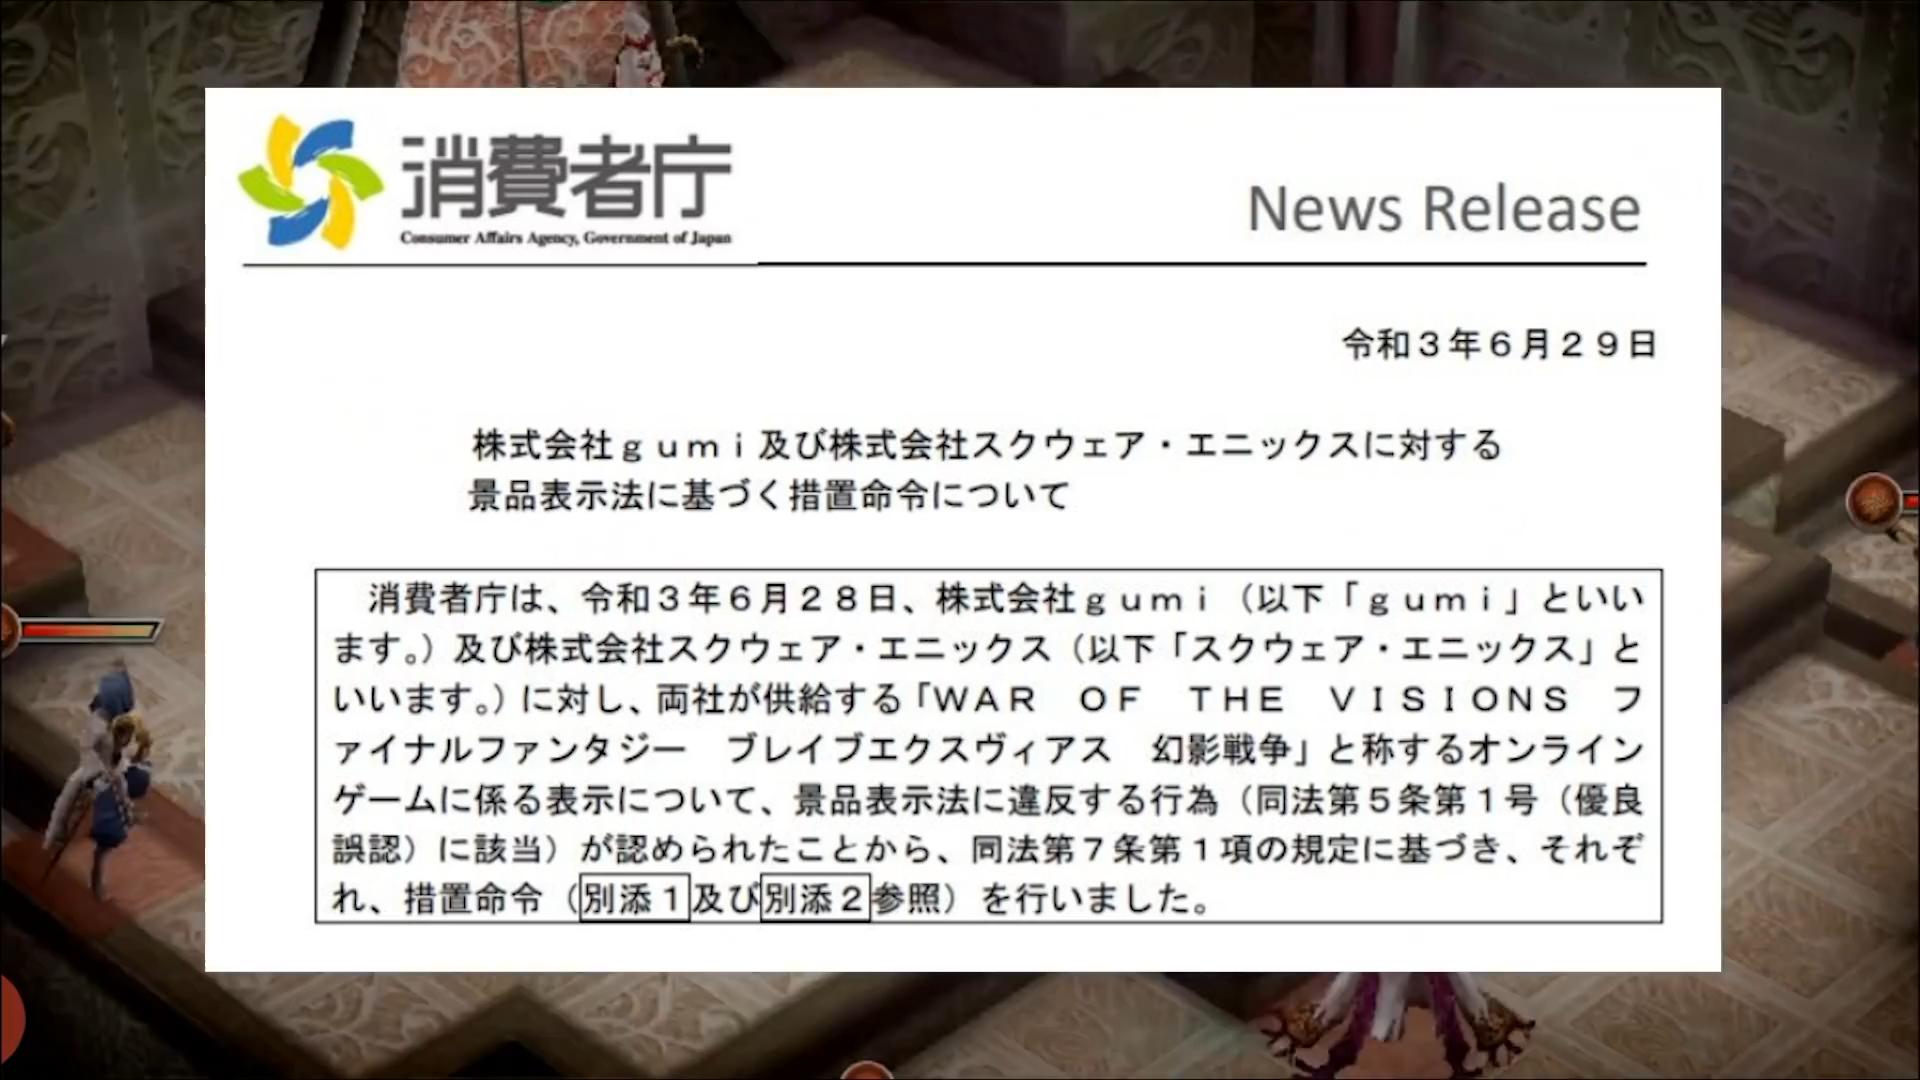 消費者庁
Consumer Affairs Agency, Government of Japan
News Release
令和３年６月２９日
株式会社ｇｕｍｉ及び株式会社スクウェア・エニックスに対する
景品表示法に基づく措置命令について
消費者庁は、令和３年６月２８日、株式会社ｇｕｍｉ（以下「ｇｕｍｉ」といい
ます。）及び株式会社スクウェア・エニックス（以下「スクウェア・エニックス」と
いいます。）に対し、両社が供給する「ＷＡＲ　ＯＦ　ＴＨＥ　ＶＩＳＩＯＮＳ　フ
ァイナルファンタジー　ブレイブエクスヴィアス　幻影戦争」と称するオンライン
ゲームに係る表示について、景品表示法に違反する行為（同法第５条第１号（優良
誤認）に該当）が認められたことから、同法第７条第１項の規定に基づき、それぞ
れ、措置命令（別添１及び別添２参照）を行いました。